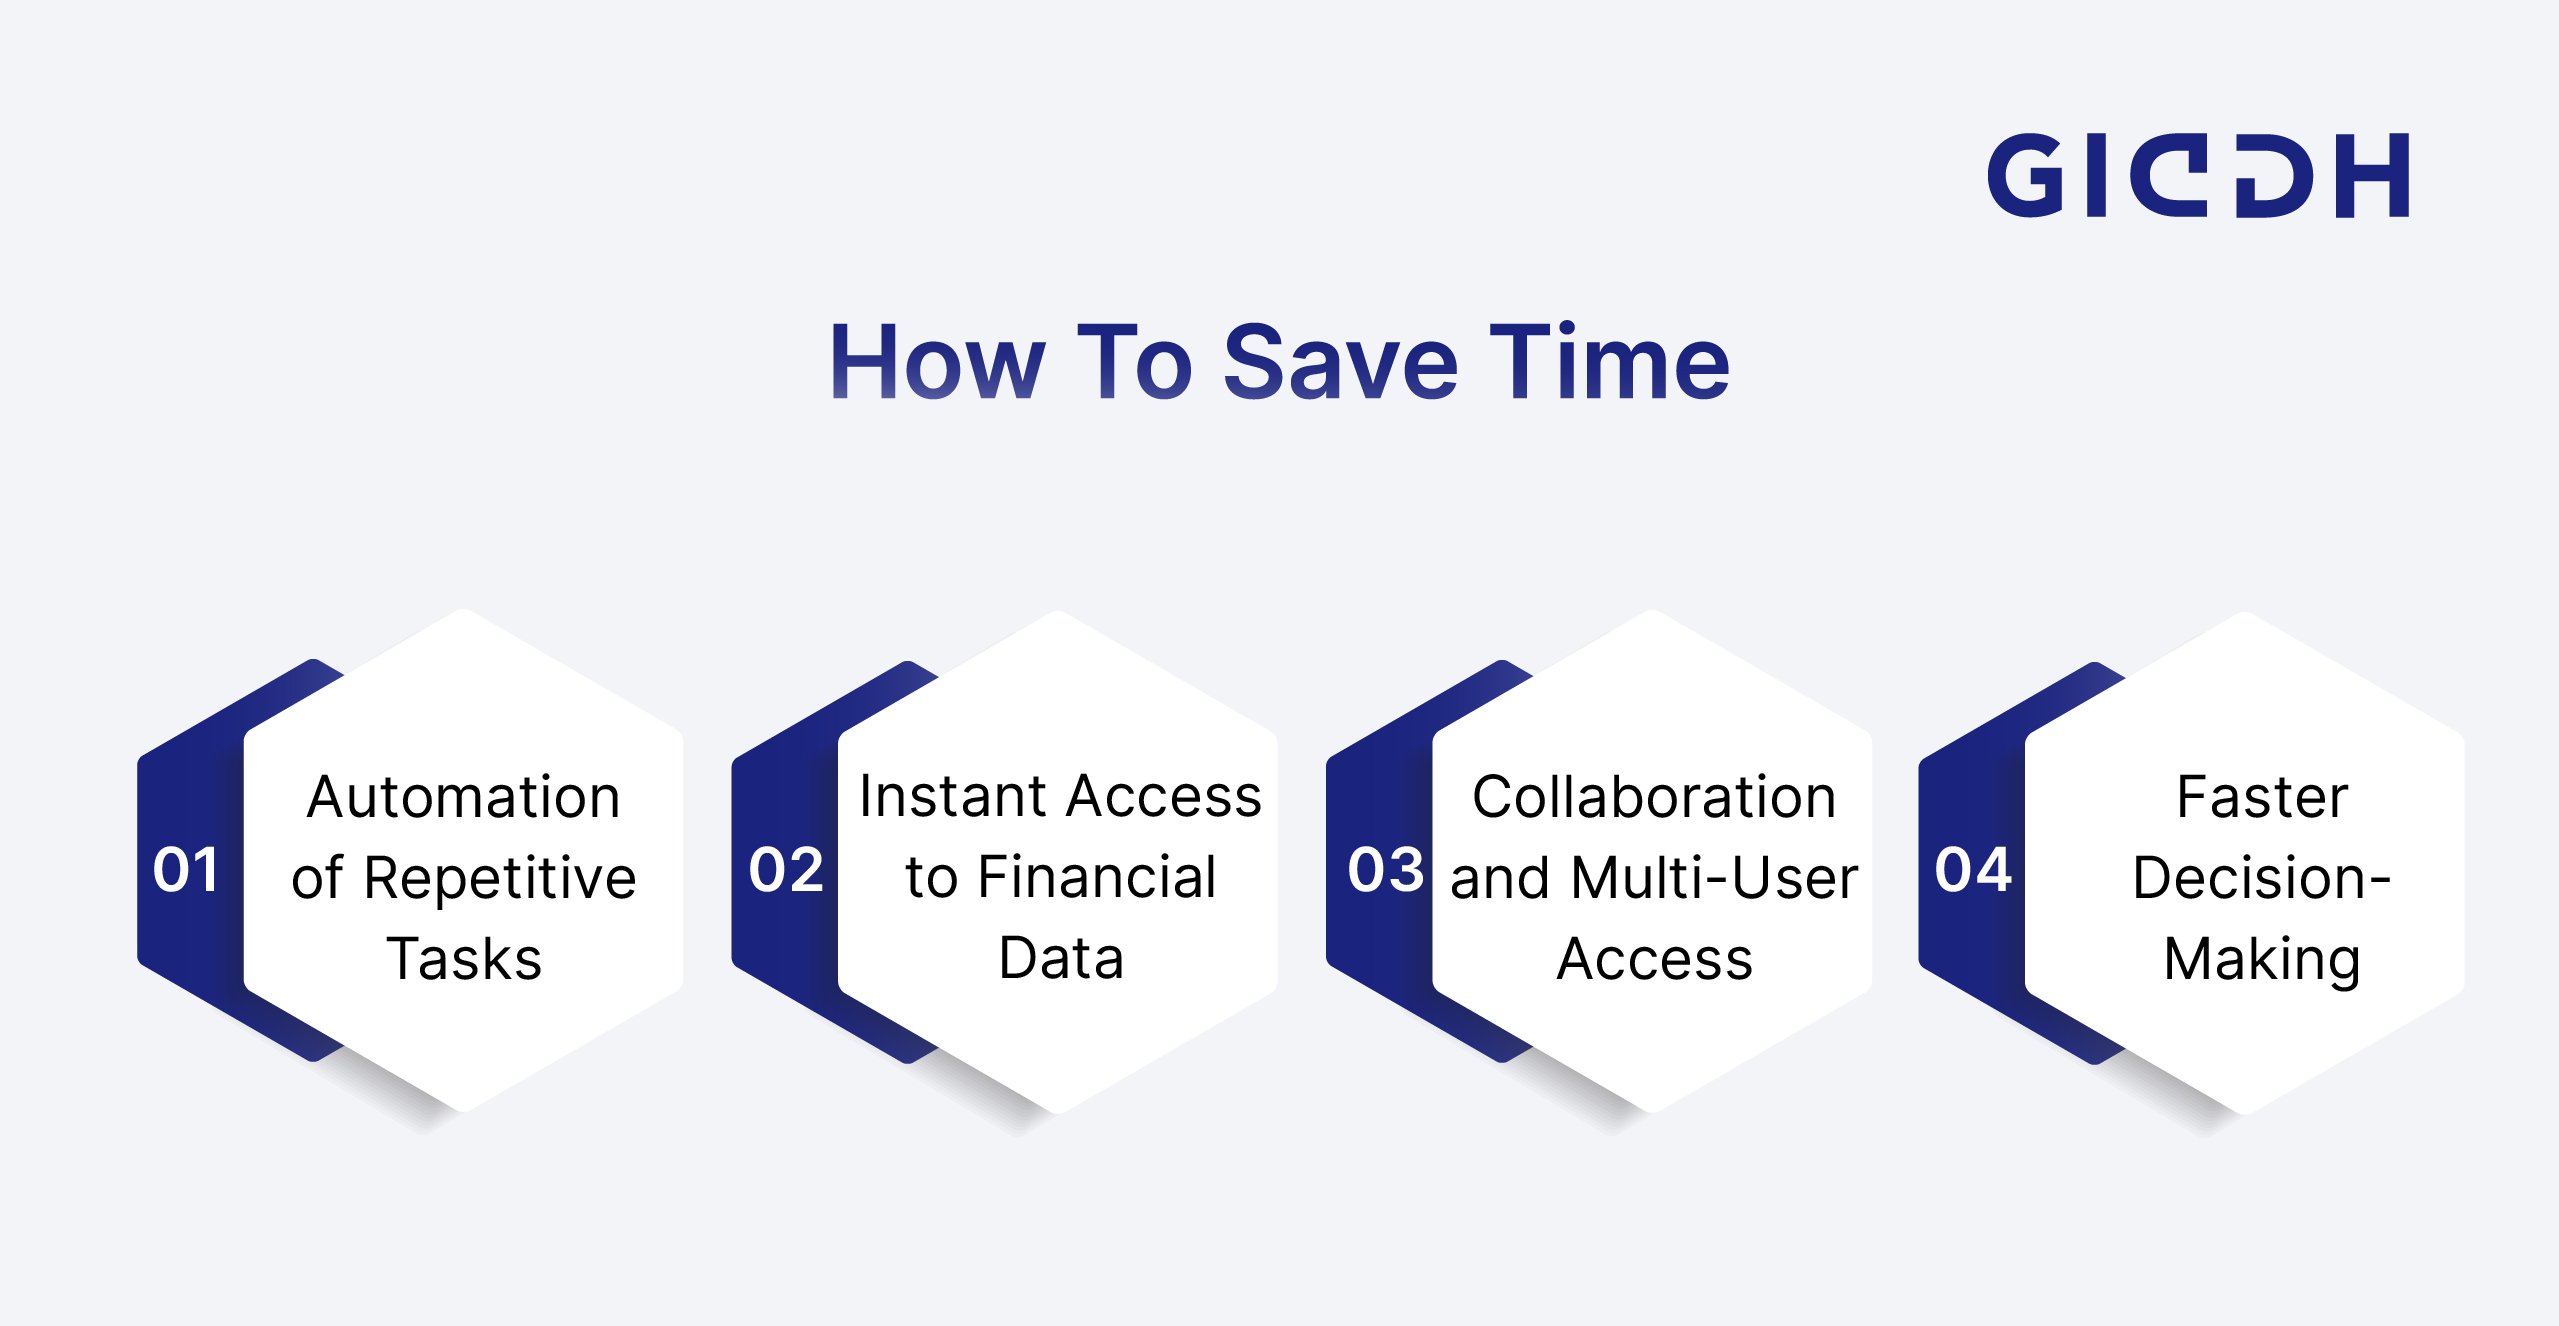 GICDH
How To Save Time
01
Automation
of Repetitive
Tasks
02
Instant Access
to Financial
Data
03
Collaboration
and Multi-User
Access
04
Faster
Decision-
Making